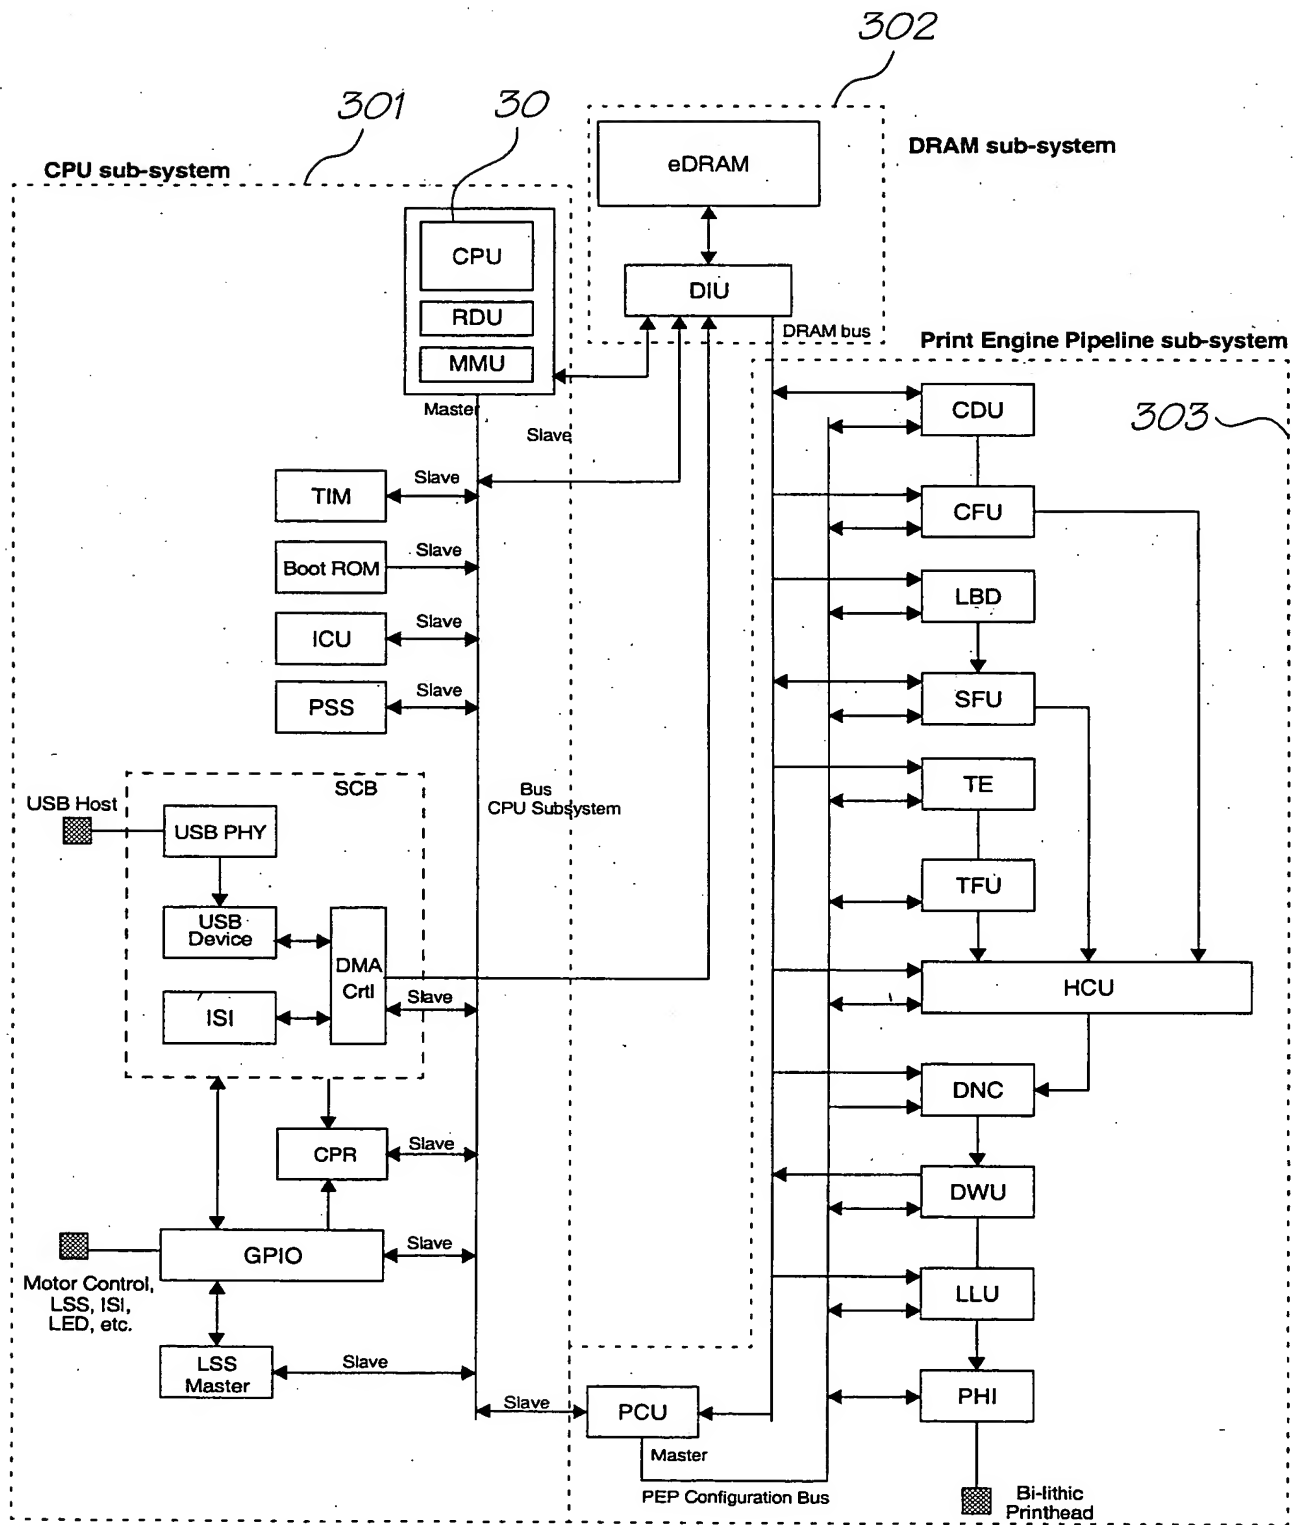 302
301
30
CPU sub-system
DRAM sub-system
eDRAM
CPU
RDU
MMU
DIU
DRAM bus
Print Engine Pipeline sub-system
Master
Slave
303
CDU
TIM
Slave
CFU
Boot ROM
Slave
LBD
ICU
Slave
PSS
Slave
SFU
SCB
Bus
CPU Subsystem
TE
USB Host
USB PHY
TFU
USB
Device
DMA
Crtl
Slave
ISI
HCU
DNC
CPR
Slave
DWU
GPIO
Slave
Motor Control,
LSS, ISI,
LED, etc.
LLU
LSS
Master
Slave
Slave
PCU
PHI
Master
PEP Configuration Bus
Bi-lithic
Printhead